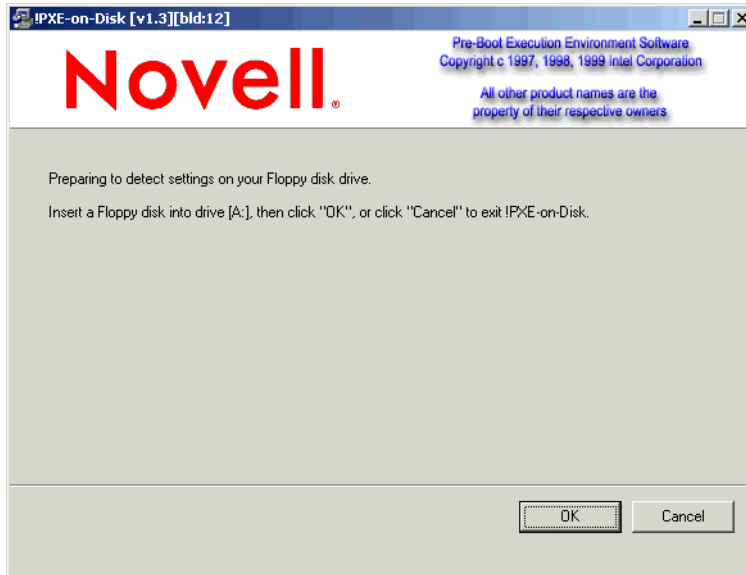 !PXE-on-Disk [v1.3][bld:12]
Novell®
Pre-Boot Execution Environment Software
Copyright c 1997, 1998, 1999 Intel Corporation
All other product names are the
property of their respective owners
Preparing to detect settings on your Floppy disk drive.
Insert a Floppy disk into drive [A:], then click "OK", or click "Cancel" to exit !PXE-on-Disk.
OK
Cancel